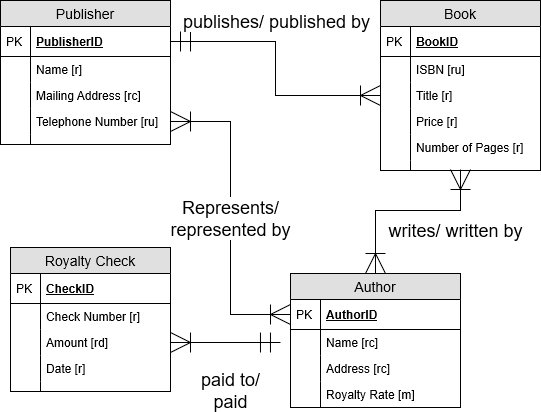 Publisher
PK PublisherID
Name [r]
Mailing Address [rc]
Telephone Number [ru]
publishes/ published by
Book
PK BookID
ISBN [ru]
Title [r]
Price [r]
Number of Pages [r]
Represents/
represented by
writes/ written by
Royalty Check
PK CheckID
Check Number [r]
Amount [rd]
Date [r]
paid to/
paid
Author
PK AuthorID
Name [rc]
Address [rc]
Royalty Rate [m]